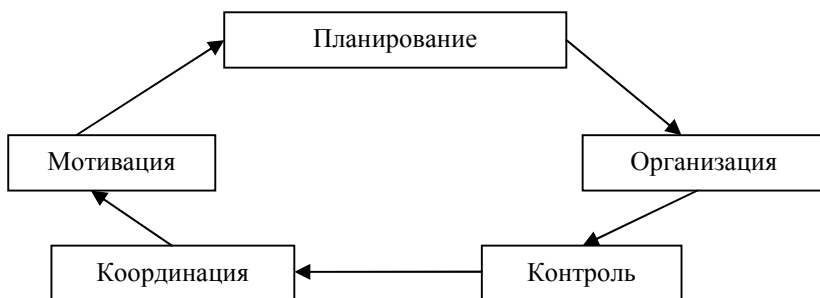 Планирование
Мотивация
Организация
Координация
Контроль